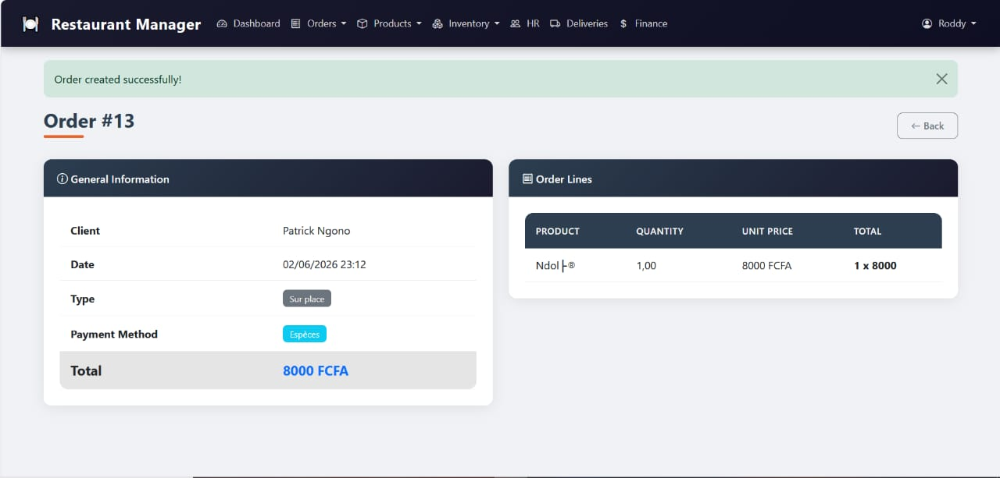 Restaurant Manager Dashboard Orders Products Inventory HR Deliveries $ Finance Roddy
Order created successfully!
Order #13
← Back
General Information
Client Patrick Ngono
Date 02/06/2026 23:12
Type Sur place
Payment Method Espèces
Total 8000 FCFA
Order Lines
PRODUCT QUANTITY UNIT PRICE TOTAL
Ndol├® 1,00 8000 FCFA 1 x 8000